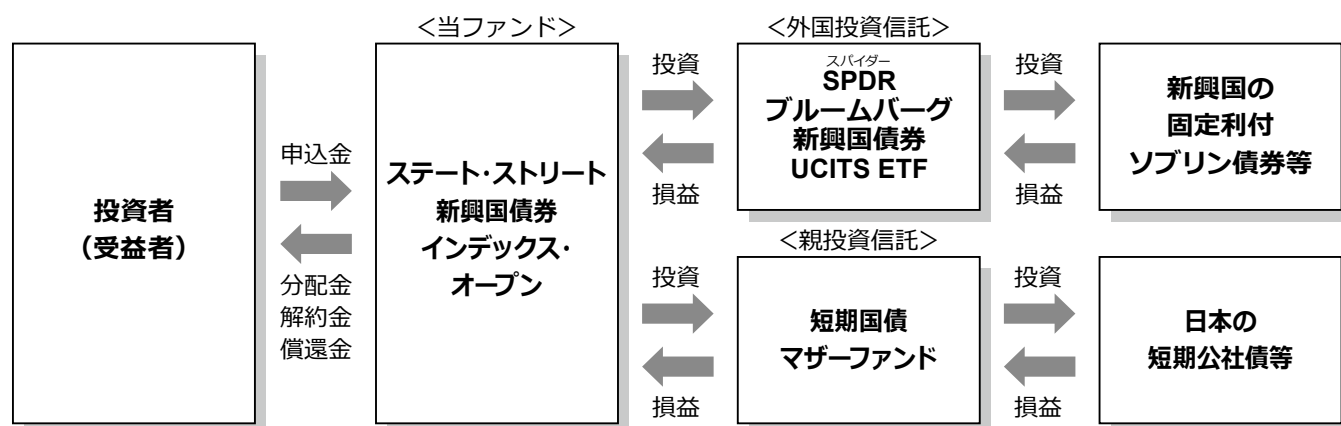 投資者
（受益者）
申込金
分配金
解約金
償還金
＜当ファンド＞
ステート・ストリート
新興国債券
インデックス・
オープン
投資
損益
＜外国投資信託＞
スパイダー
SPDR
ブルームバーグ
新興国債券
UCITS ETF
投資
損益
新興国の
固定利付
ソブリン債券等
投資
損益
＜親投資信託＞
短期国債
マザーファンド
投資
損益
日本の
短期公社債等